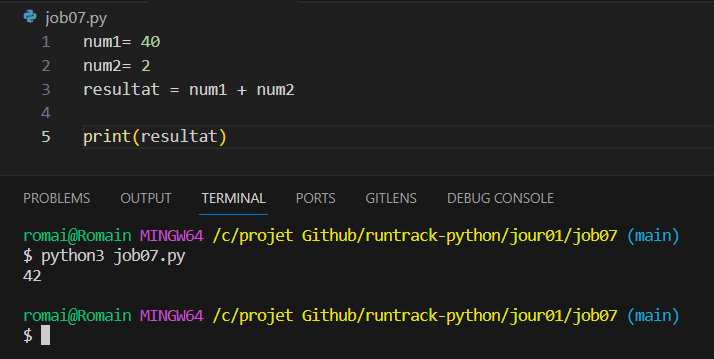 job07.py
1 num1= 40
2 num2= 2
3 resultat = num1 + num2
4
5 print(resultat)
PROBLEMS OUTPUT TERMINAL PORTS GITLENS DEBUG CONSOLE
romai@Romain MINGW64 /c/projet Github/runtrack-python/jour01/job07 (main)
$ python3 job07.py
42
romai@Romain MINGW64 /c/projet Github/runtrack-python/jour01/job07 (main)
$